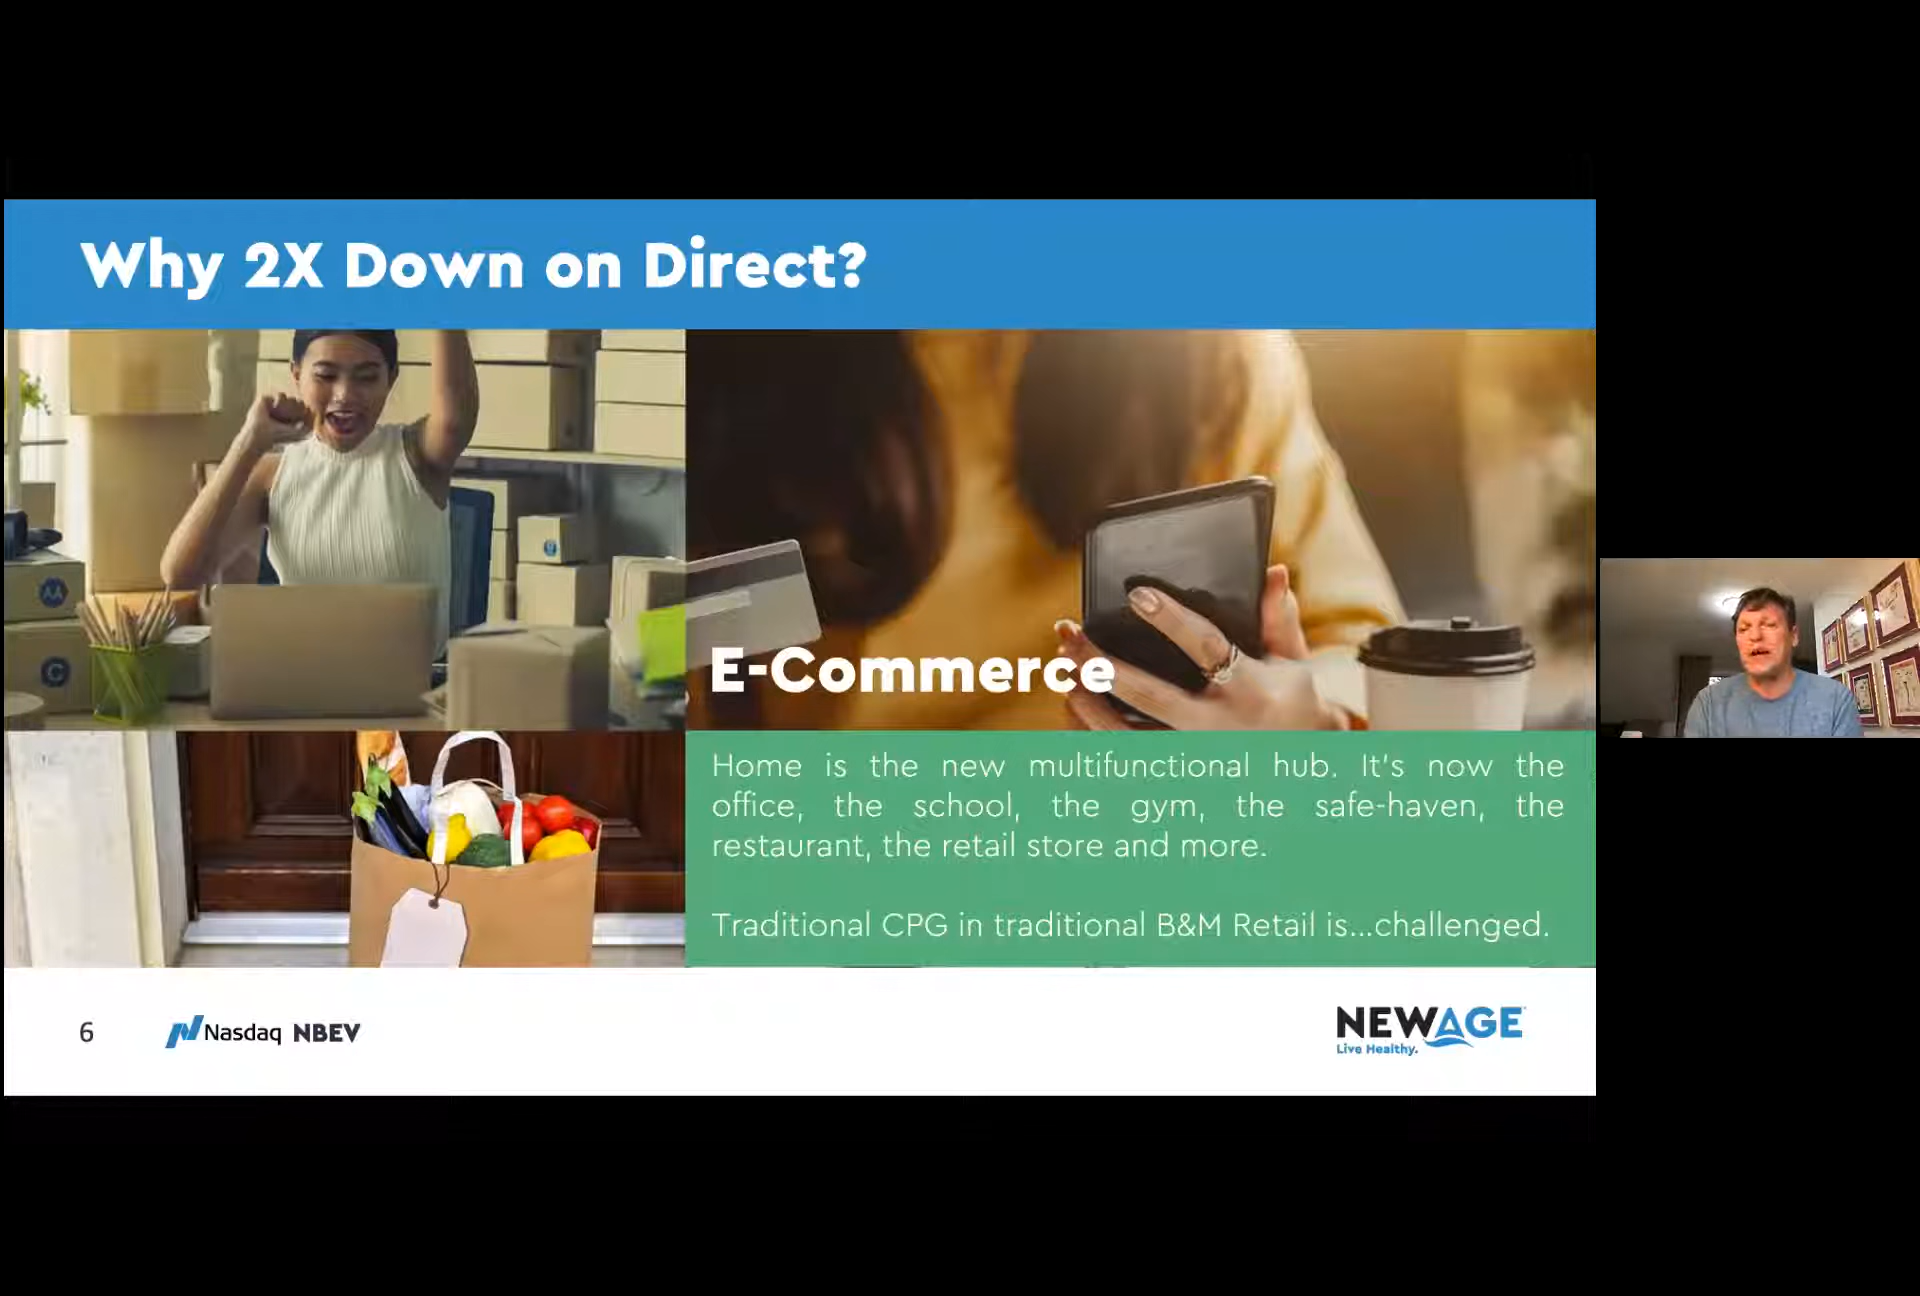 Why 2X Down on Direct?
AA
C
E-Commerce
Home is the new multifunctional hub. It's now the
office, the school, the gym, the safe-haven, the
restaurant, the retail store and more.
Traditional CPG in traditional B&M Retail is...challenged.
6
Nasdaq NBEV
NEWAGE
Live Healthy.